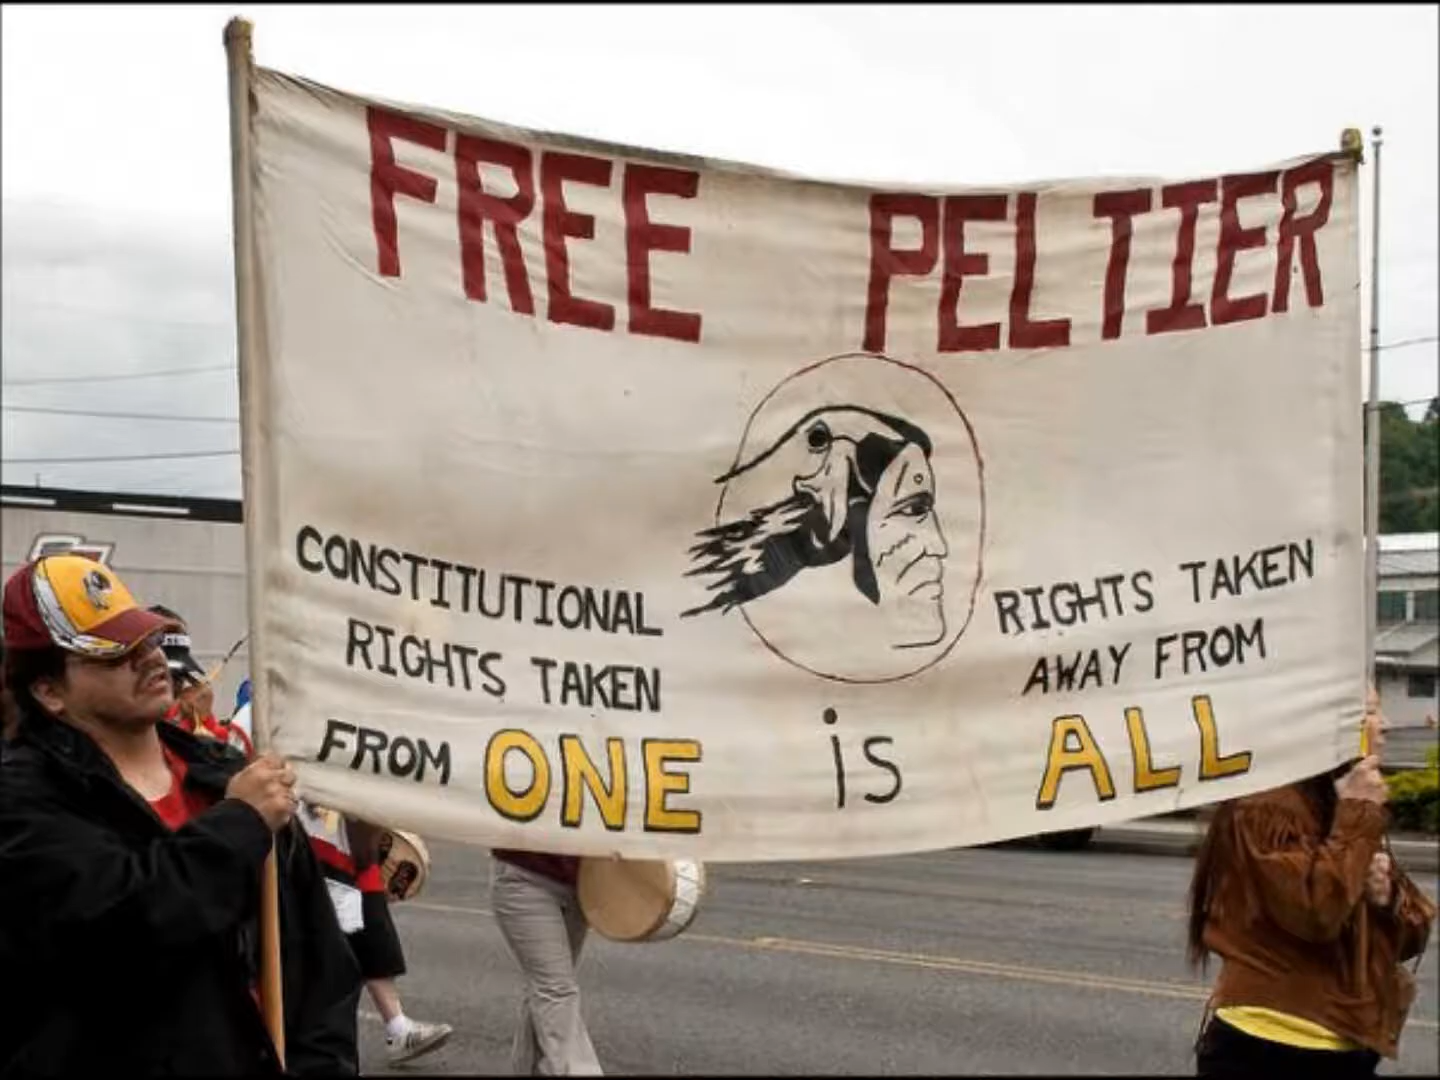 FREE PELTIER
CONSTITUTIONAL
RIGHTS TAKEN
FROM ONE
is
RIGHTS TAKEN
AWAY FROM
ALL